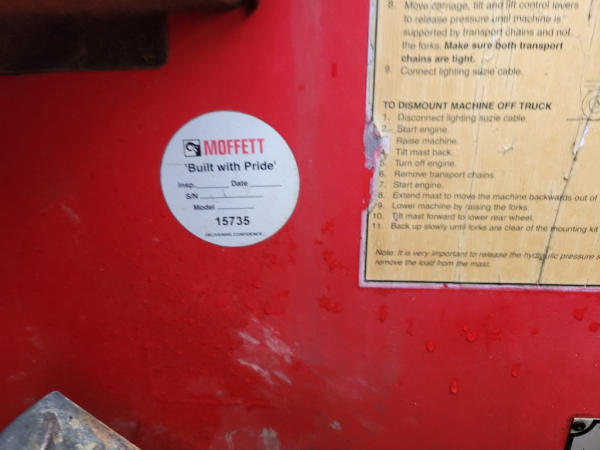 MOFFETT
'Built with Pride'
Insp. Date
S/N
Model
15735
DELIVERING CONFIDENCE
8. Move carriage, tilt and lift control levers
to release pressure until machine is
supported by transport chains and not
the forks. Make sure both transport
chains are tight.
9. Connect lighting suzie cable.
TO DISMOUNT MACHINE OFF TRUCK
1. Disconnect lighting suzie cable.
2. Start engine.
Raise machine.
4. Tilt mast back.
5. Turn off engine.
6. Remove transport chains.
7. Start engine.
8. Extend mast to move the machine backwards out of
9. Lower machine by raising the forks.
10. Tilt mast forward to lower rear wheel.
11. Back up slowly until forks are clear of the mounting kit
Note: It is very important to release the hydraulic pressure
remove the load from the mast.